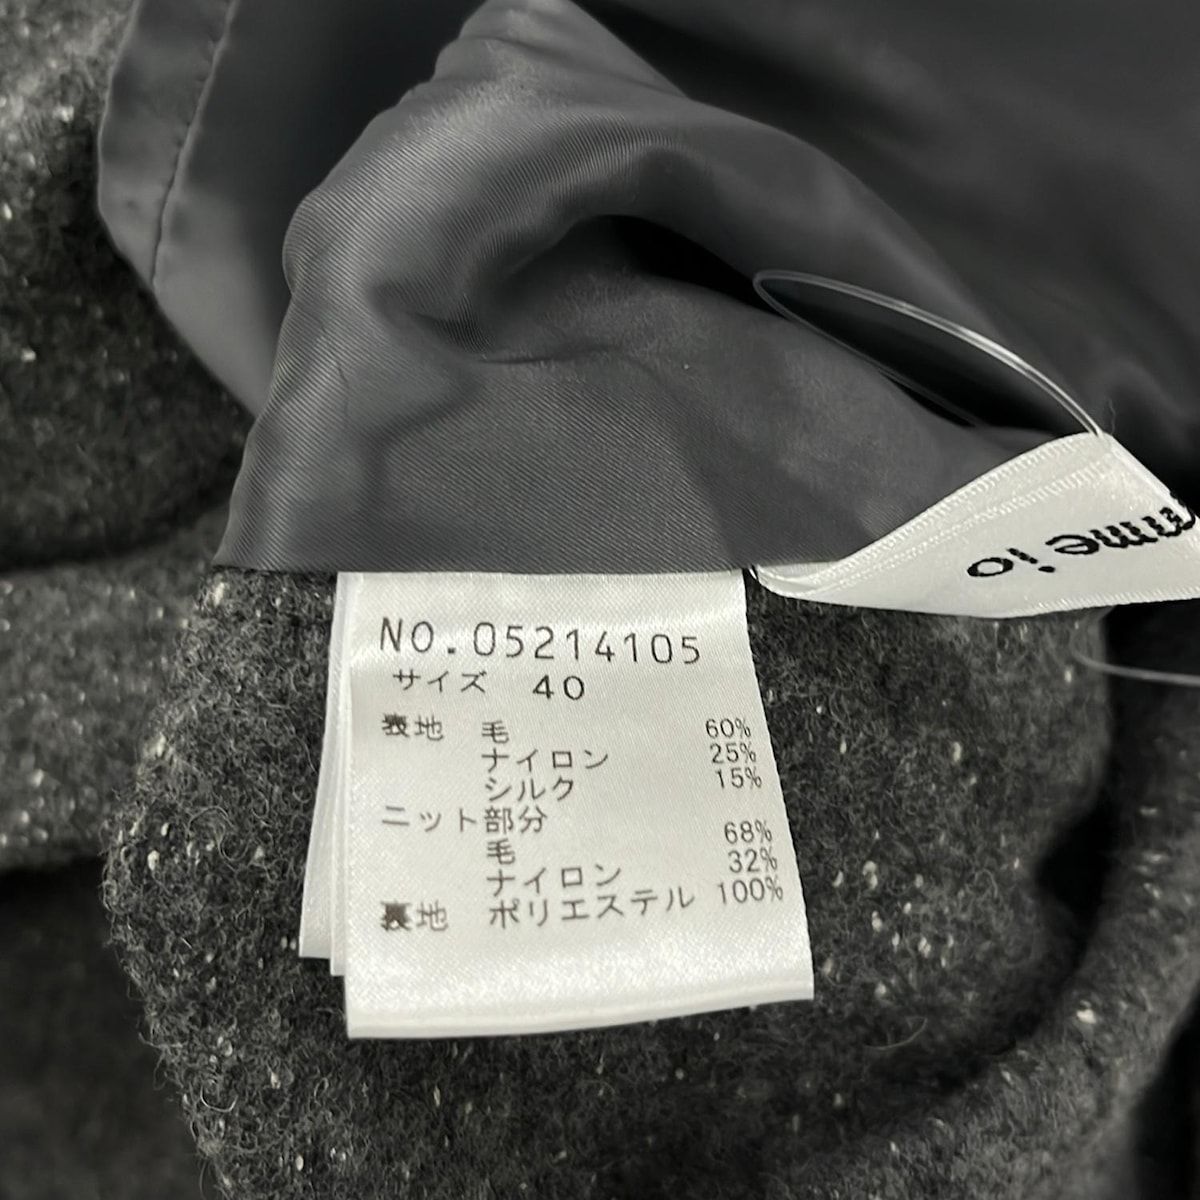 NO.05214105
サイズ 40
表地 毛 60%
ナイロン 25%
シルク 15%
ニット部分
毛 68%
ナイロン 32%
裏地 ポリエステル 100%
io